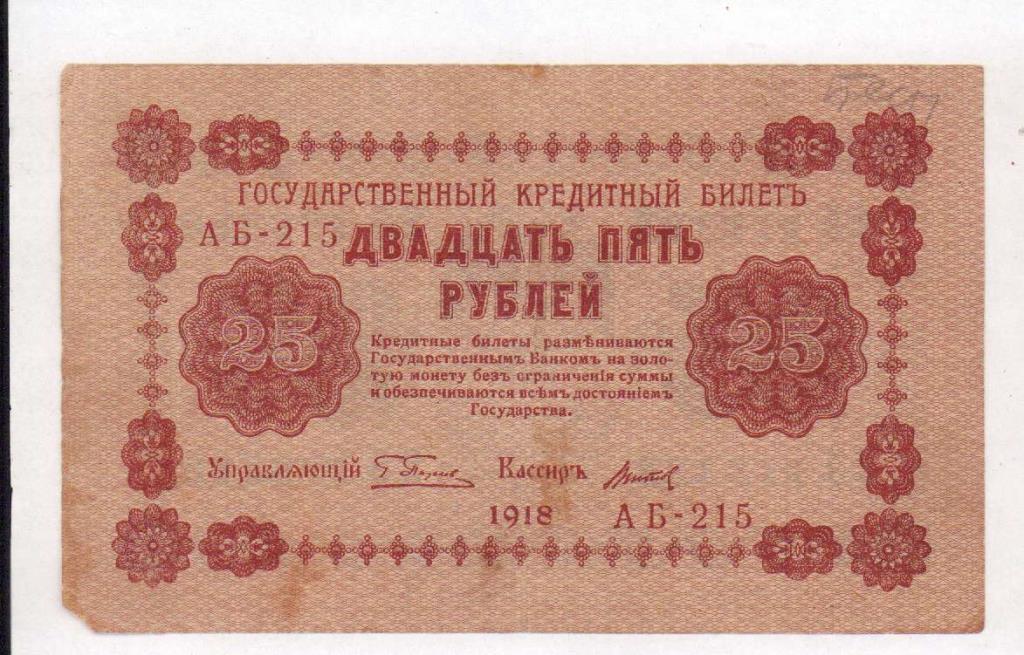 ГОСУДАРСТВЕННЫЙ КРЕДИТНЫЙ БИЛЕТЪ
АБ-215 ДВАДЦАТЬ ПЯТЬ
РУБЛЕЙ
25 25
Кредитные билеты размѣниваются
Государственнымъ Банкомъ на золо-
тую монету безъ ограниченія суммы
и обезпечиваются всѣмъ достояніемъ
Государства.
Управляющій Кассиръ
1918 АБ-215